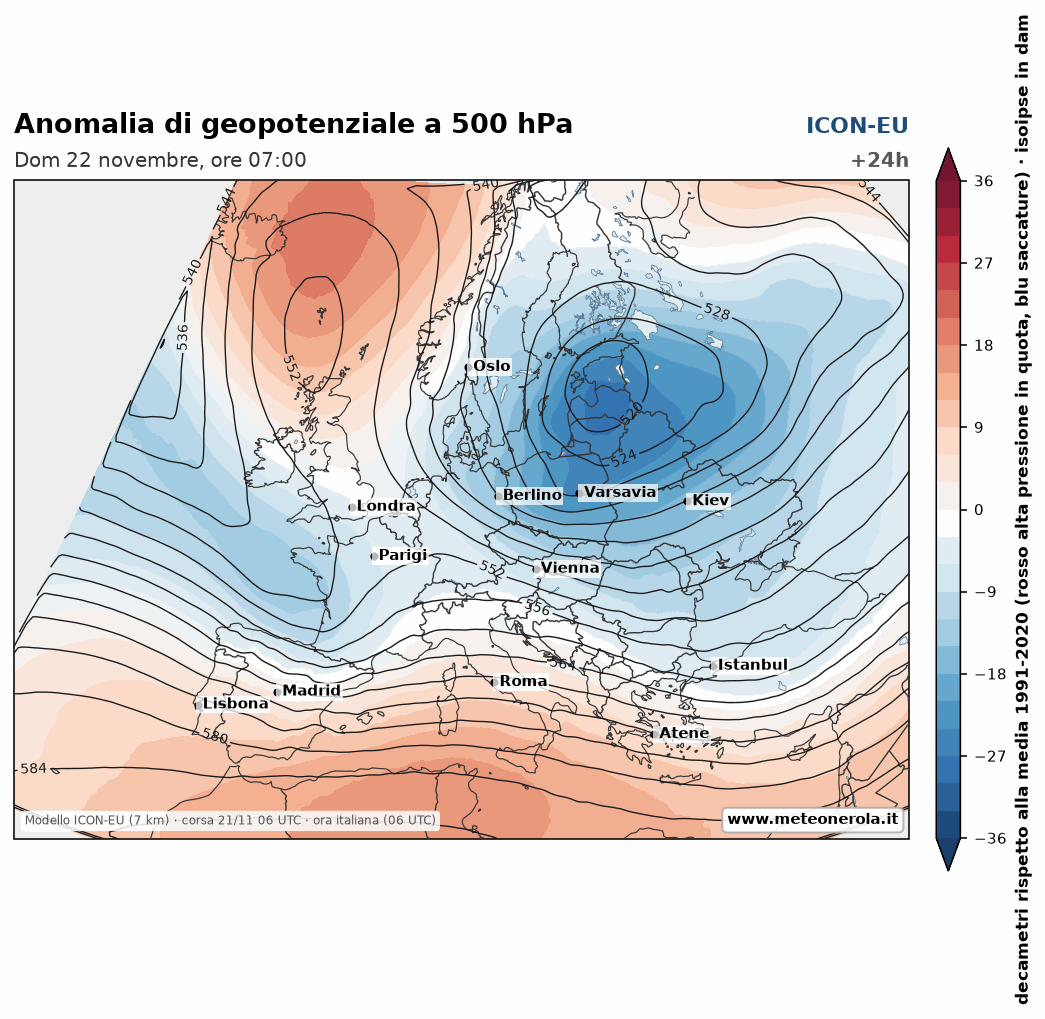 Anomalia di geopotenziale a 500 hPa
ICON-EU
Dom 22 novembre, ore 07:00
+24h
540
544
544
540
536
528
552
520
524
552
556
564
580
584
Oslo
Berlino
Varsavia
Kiev
Londra
Parigi
Vienna
Istanbul
Roma
Madrid
Lisbona
Atene
Modello ICON-EU (7 km) · corsa 21/11 06 UTC · ora italiana (06 UTC)
www.meteonerola.it
36
27
18
9
0
−9
−18
−27
−36
decametri rispetto alla media 1991-2020 (rosso alta pressione in quota, blu saccature) · isoipse in dam